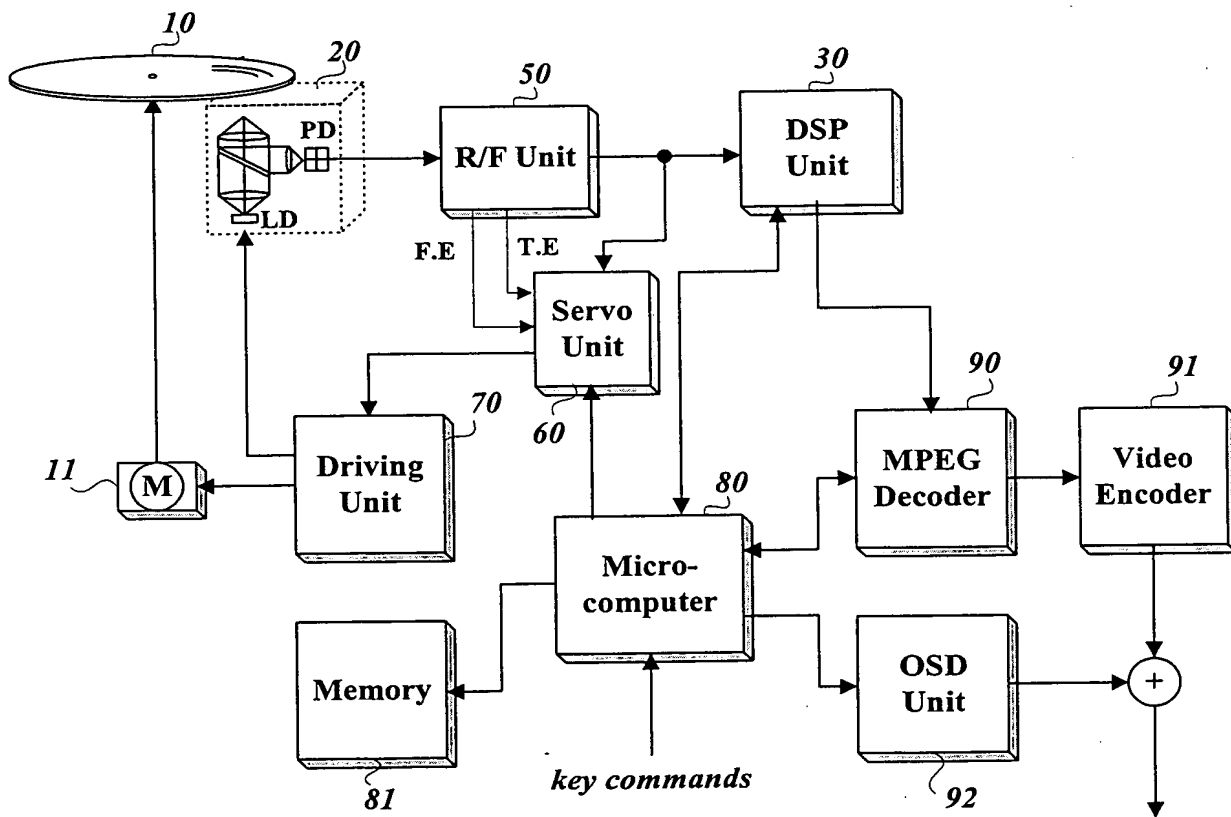 10
20
50
30
PD
LD
R/F Unit
DSP
Unit
F.E
T.E
Servo
Unit
60
70
90
91
11
M
Driving
Unit
80
MPEG
Decoder
Video
Encoder
Micro-
computer
Memory
81
OSD
Unit
92
+
key commands